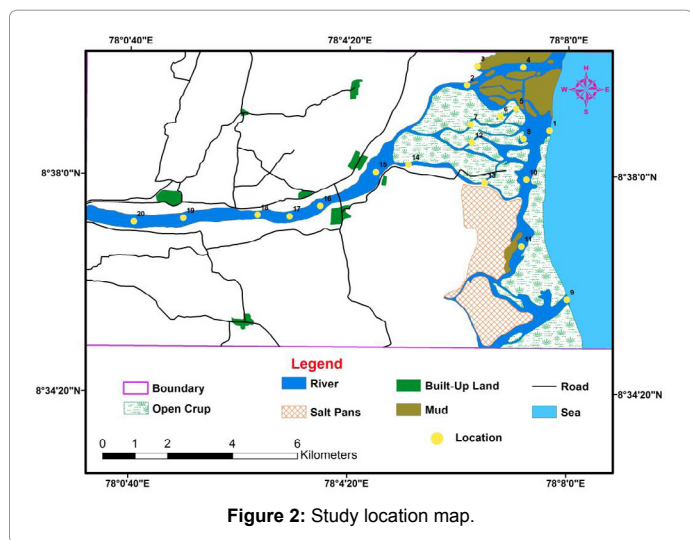 78°0'40"E 78°4'20"E 78°8'0"E
N
W E
S
3 4
2
5
6
7 1
12 8
8°38'0"N 14 8°38'0"N
15
13 10
16
20 19 18 17
11
9
Legend
Boundary River Built-Up Land Road
Open Crup Salt Pans Mud Sea
Location
8°34'20"N 8°34'20"N
0 1 2 4 6
Kilometers
78°0'40"E 78°4'20"E 78°8'0"E
Figure 2: Study location map.